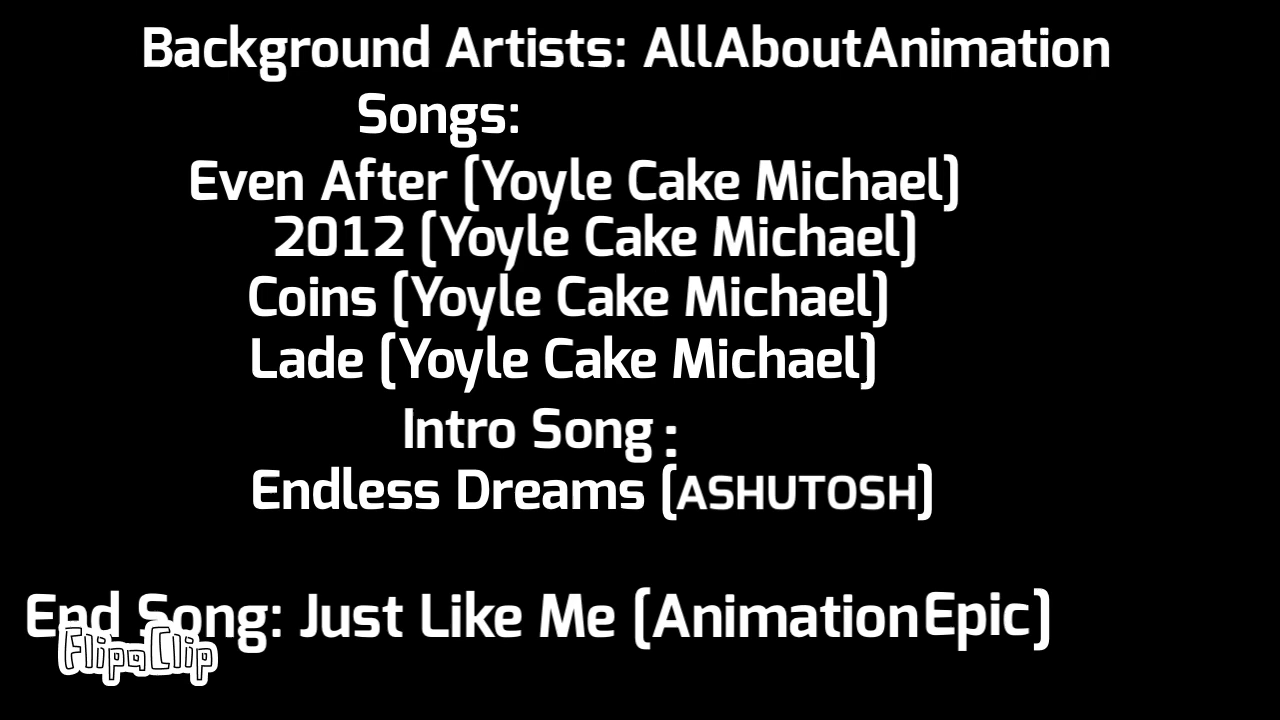 Background Artists: AllAboutAnimation
Songs:
Even After [Yoyle Cake Michael]
2012 [Yoyle Cake Michael]
Coins [Yoyle Cake Michael]
Lade [Yoyle Cake Michael]
Intro Song :
Endless Dreams [ASHUTOSH]
End Song: Just Like Me [AnimationEpic]
FlipaClip